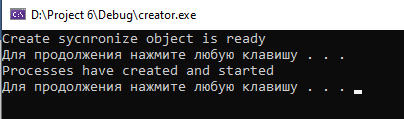 D:\Project 6\Debug\creator.exe
Create sycnronize object is ready
Для продолжения нажмите любую клавишу . . .
Processes have created and started
Для продолжения нажмите любую клавишу . . .